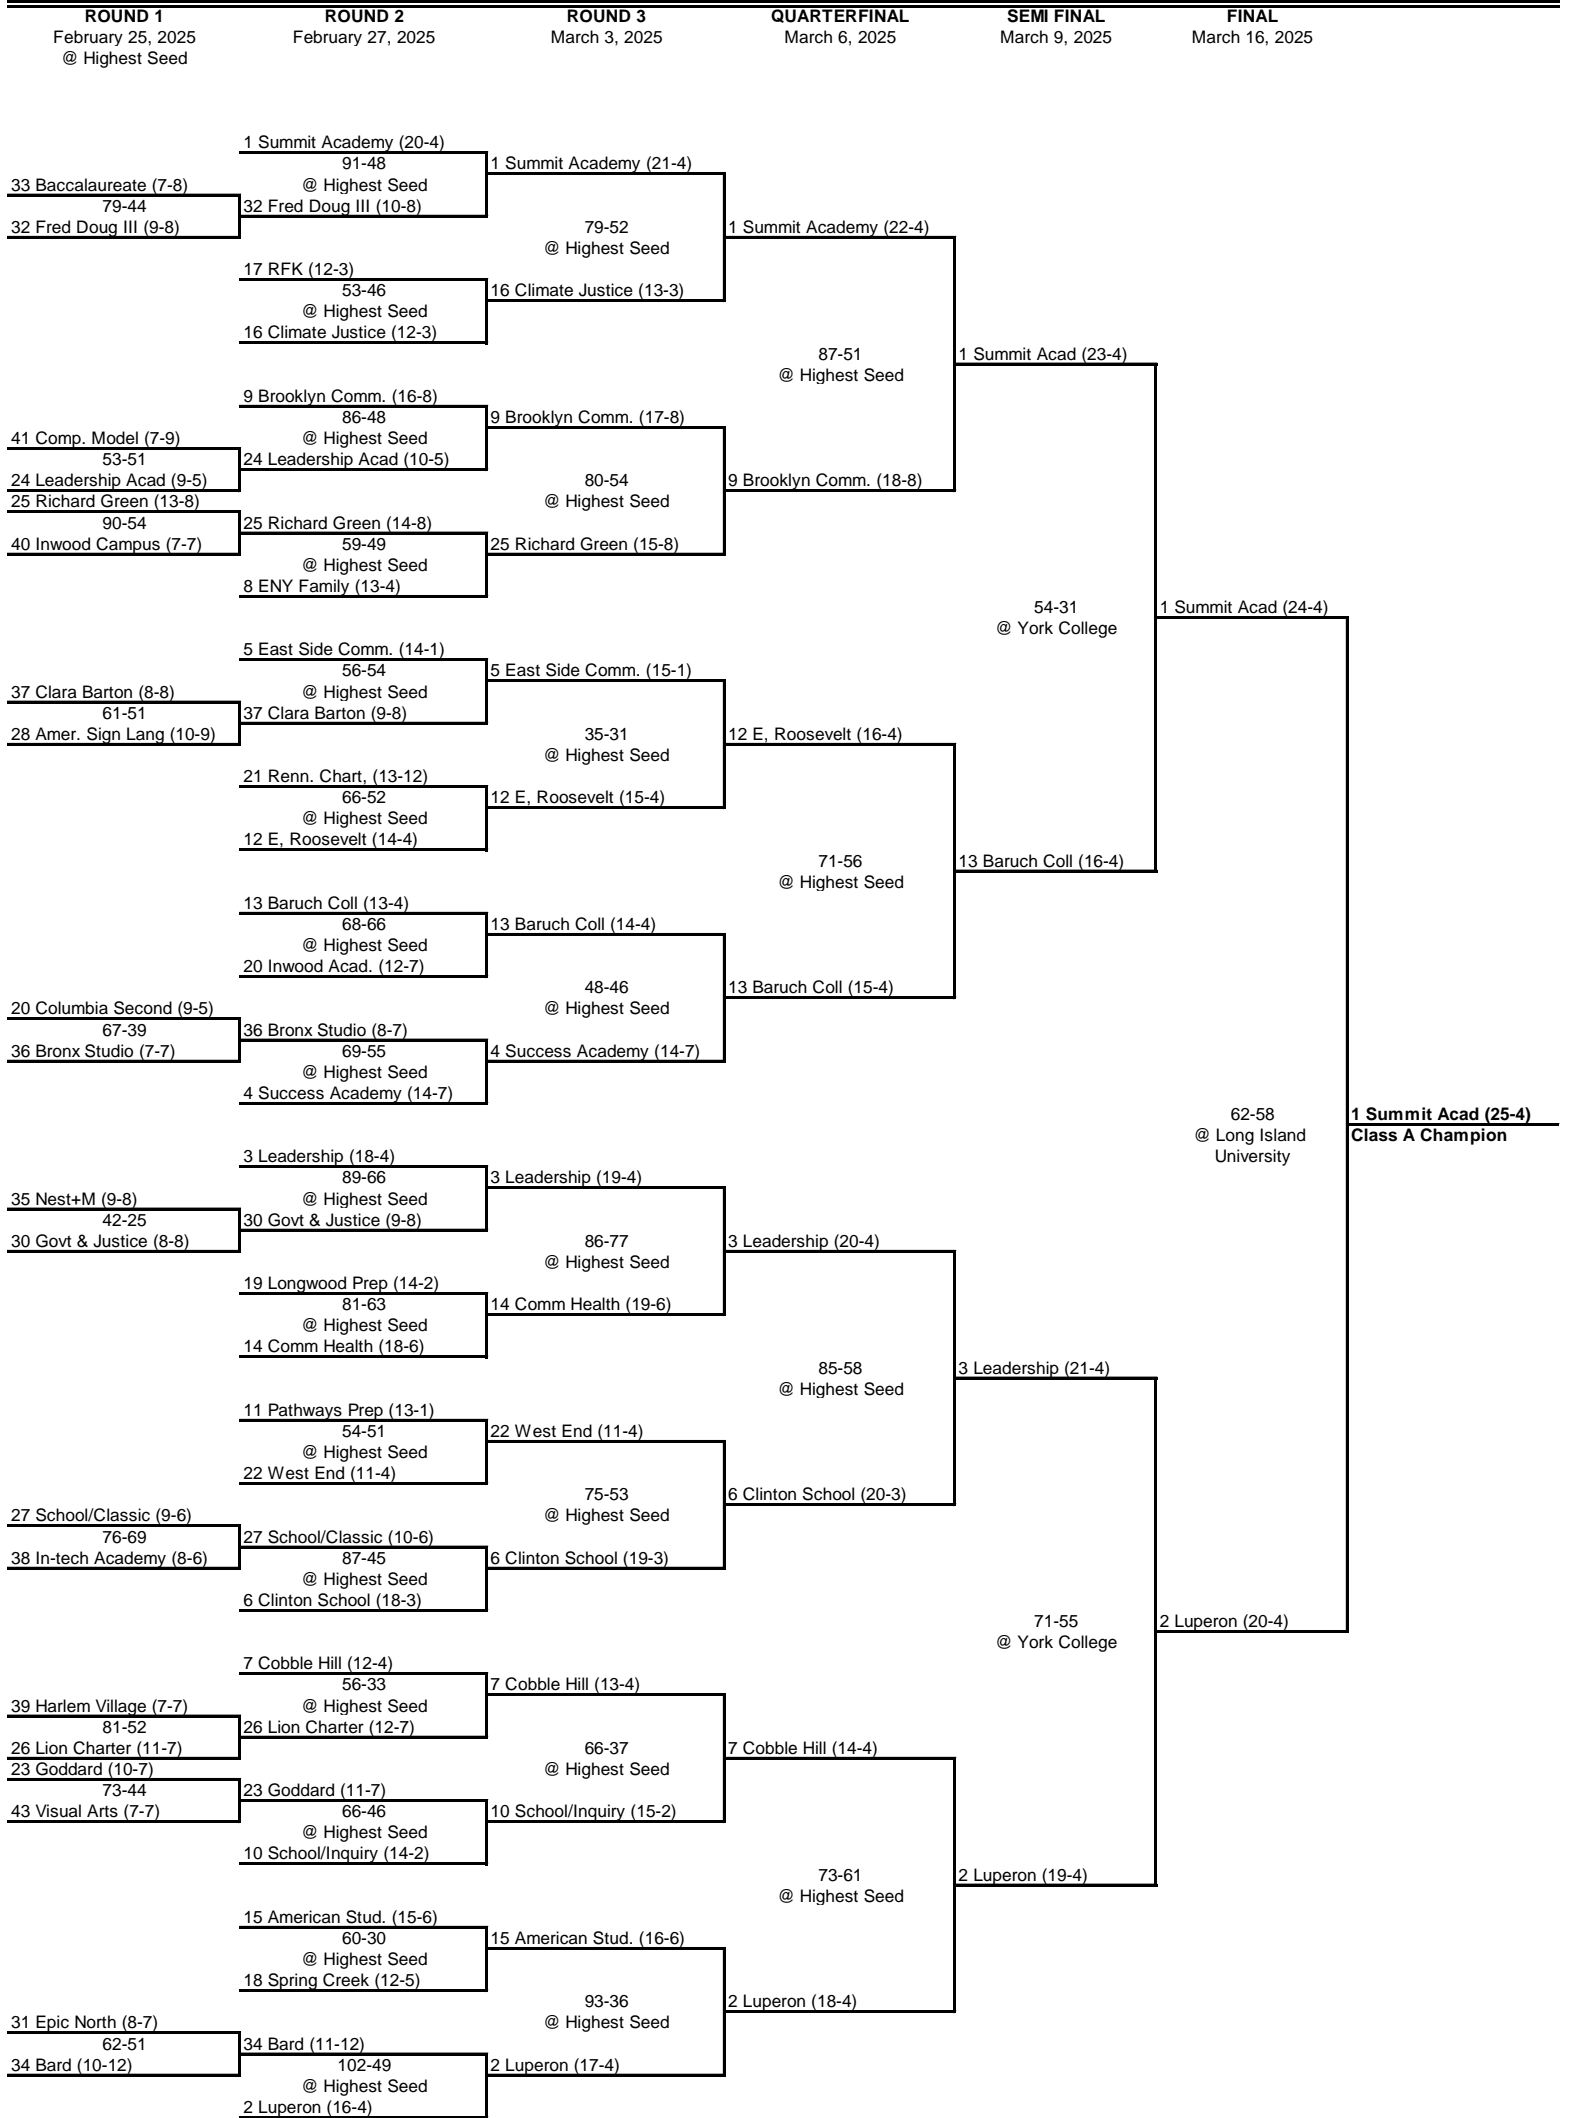 ROUND 1
February 25, 2025
@ Highest Seed
ROUND 2
February 27, 2025
ROUND 3
March 3, 2025
QUARTERFINAL
March 6, 2025
SEMI FINAL
March 9, 2025
FINAL
March 16, 2025
33 Baccalaureate (7-8)
79-44
32 Fred Doug III (9-8)
41 Comp. Model (7-9)
53-51
24 Leadership Acad (9-5)
25 Richard Green (13-8)
90-54
40 Inwood Campus (7-7)
37 Clara Barton (8-8)
61-51
28 Amer. Sign Lang (10-9)
20 Columbia Second (9-5)
67-39
36 Bronx Studio (7-7)
35 Nest+M (9-8)
42-25
30 Govt & Justice (8-8)
27 School/Classic (9-6)
76-69
38 In-tech Academy (8-6)
39 Harlem Village (7-7)
81-52
26 Lion Charter (11-7)
23 Goddard (10-7)
73-44
43 Visual Arts (7-7)
31 Epic North (8-7)
62-51
34 Bard (10-12)
1 Summit Academy (20-4)
91-48
@ Highest Seed
32 Fred Doug III (10-8)
17 RFK (12-3)
53-46
@ Highest Seed
16 Climate Justice (12-3)
9 Brooklyn Comm. (16-8)
86-48
@ Highest Seed
24 Leadership Acad (10-5)
25 Richard Green (14-8)
59-49
@ Highest Seed
8 ENY Family (13-4)
5 East Side Comm. (14-1)
56-54
@ Highest Seed
37 Clara Barton (9-8)
21 Renn. Chart, (13-12)
66-52
@ Highest Seed
12 E, Roosevelt (14-4)
13 Baruch Coll (13-4)
68-66
@ Highest Seed
20 Inwood Acad. (12-7)
36 Bronx Studio (8-7)
69-55
@ Highest Seed
4 Success Academy (14-7)
3 Leadership (18-4)
89-66
@ Highest Seed
30 Govt & Justice (9-8)
19 Longwood Prep (14-2)
81-63
@ Highest Seed
14 Comm Health (18-6)
11 Pathways Prep (13-1)
54-51
@ Highest Seed
22 West End (11-4)
27 School/Classic (10-6)
87-45
@ Highest Seed
6 Clinton School (18-3)
7 Cobble Hill (12-4)
56-33
@ Highest Seed
26 Lion Charter (12-7)
23 Goddard (11-7)
66-46
@ Highest Seed
10 School/Inquiry (14-2)
15 American Stud. (15-6)
60-30
@ Highest Seed
18 Spring Creek (12-5)
34 Bard (11-12)
102-49
@ Highest Seed
2 Luperon (16-4)
1 Summit Academy (21-4)
79-52
@ Highest Seed
16 Climate Justice (13-3)
9 Brooklyn Comm. (17-8)
80-54
@ Highest Seed
25 Richard Green (15-8)
5 East Side Comm. (15-1)
35-31
@ Highest Seed
12 E, Roosevelt (15-4)
13 Baruch Coll (14-4)
48-46
@ Highest Seed
4 Success Academy (14-7)
3 Leadership (19-4)
86-77
@ Highest Seed
14 Comm Health (19-6)
22 West End (11-4)
75-53
@ Highest Seed
6 Clinton School (19-3)
7 Cobble Hill (13-4)
66-37
@ Highest Seed
10 School/Inquiry (15-2)
15 American Stud. (16-6)
93-36
@ Highest Seed
2 Luperon (17-4)
1 Summit Academy (22-4)
87-51
@ Highest Seed
9 Brooklyn Comm. (18-8)
12 E, Roosevelt (16-4)
71-56
@ Highest Seed
13 Baruch Coll (15-4)
3 Leadership (20-4)
85-58
@ Highest Seed
6 Clinton School (20-3)
7 Cobble Hill (14-4)
73-61
@ Highest Seed
2 Luperon (18-4)
1 Summit Acad (23-4)
54-31
@ York College
13 Baruch Coll (16-4)
3 Leadership (21-4)
71-55
@ York College
2 Luperon (19-4)
1 Summit Acad (24-4)
62-58
@ Long Island
University
2 Luperon (20-4)
1 Summit Acad (25-4)
Class A Champion